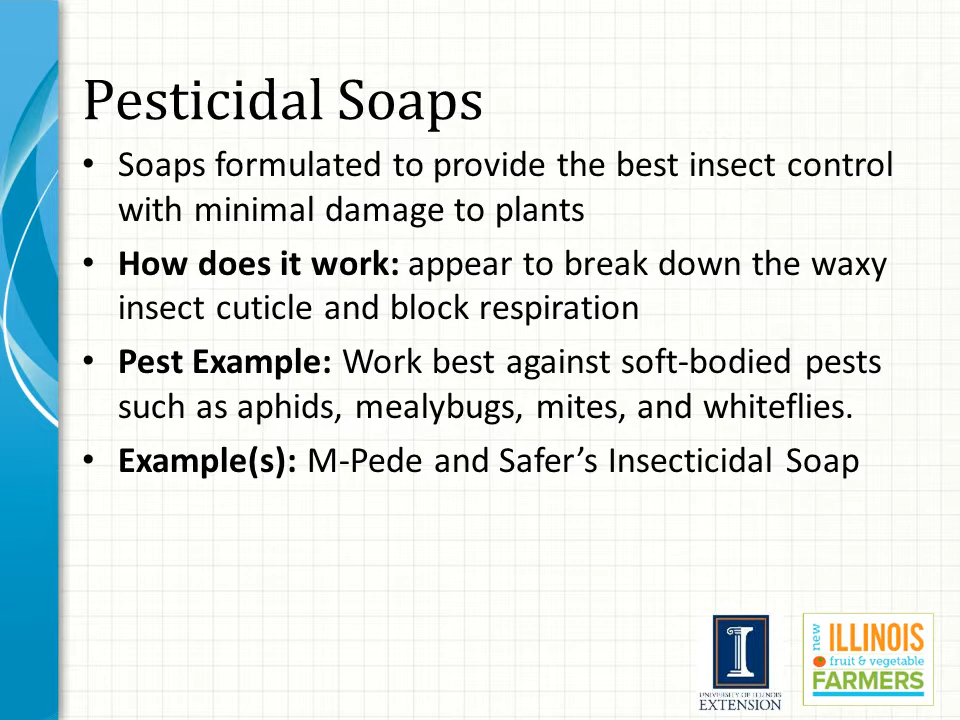 Pesticidal Soaps
• Soaps formulated to provide the best insect control
with minimal damage to plants
• How does it work: appear to break down the waxy
insect cuticle and block respiration
• Pest Example: Work best against soft-bodied pests
such as aphids, mealybugs, mites, and whiteflies.
• Example(s): M-Pede and Safer’s Insecticidal Soap
I
UNIVERSITY OF ILLINOIS
EXTENSION
new
ILLINOIS
fruit & vegetable
FARMERS